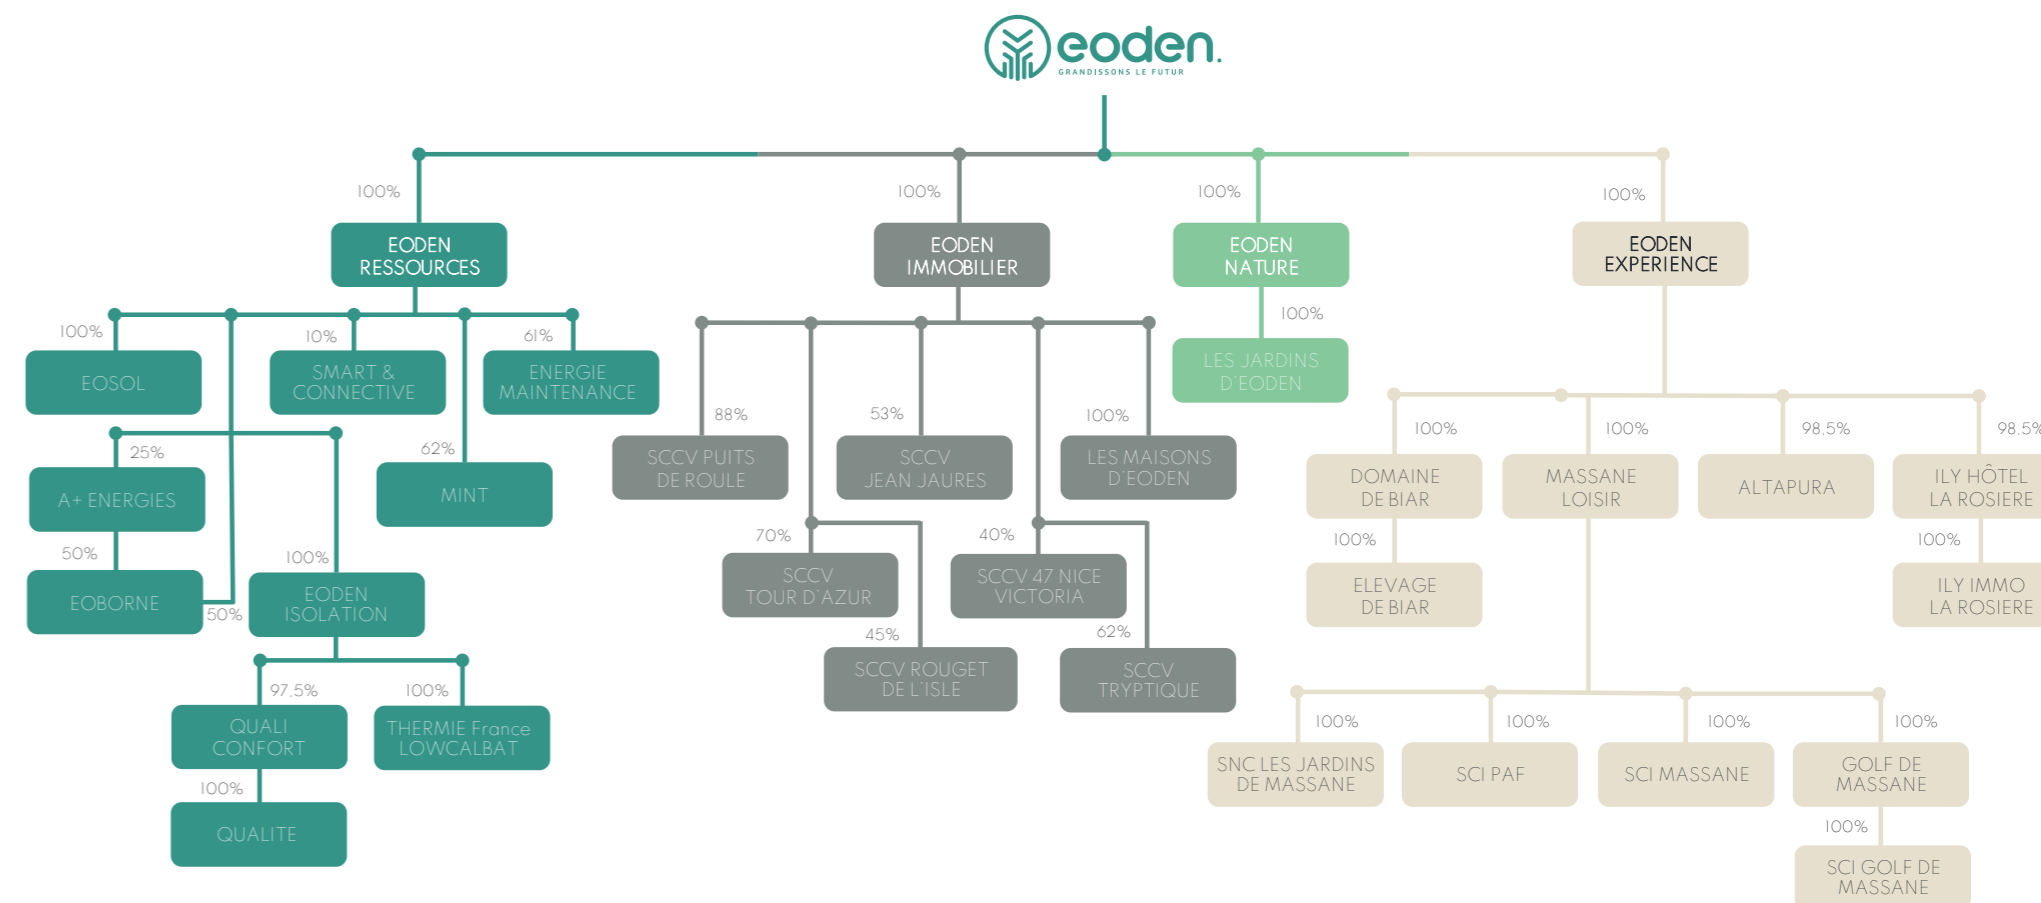 eoden.
GRANDISSONS LE FUTUR
100%
100%
100%
100%
EODEN
RESSOURCES
EODEN
IMMOBILIER
EODEN
NATURE
EODEN
EXPERIENCE
100%
10%
61%
EOSOL
SMART &
CONNECTIVE
ENERGIE
MAINTENANCE
25%
62%
A+ ENERGIES
MINT
50%
100%
EOBORNE
50%
EODEN
ISOLATION
97,5%
100%
QUALI
CONFORT
THERMIE France
LOWCALBAT
100%
QUALITE
88%
53%
100%
SCCV PUITS
DE ROULE
SCCV
JEAN JAURES
LES MAISONS
D'EODEN
70%
40%
SCCV
TOUR D'AZUR
SCCV 47 NICE
VICTORIA
45%
62%
SCCV ROUGET
DE L'ISLE
SCCV
TRYPTIQUE
100%
LES JARDINS
D'EODEN
100%
100%
98,5%
98,5%
DOMAINE
DE BIAR
MASSANE
LOISIR
ALTAPURA
ILY HÔTEL
LA ROSIERE
100%
100%
ELEVAGE
DE BIAR
ILY IMMO
LA ROSIERE
100%
100%
100%
100%
SNC LES JARDINS
DE MASSANE
SCI PAF
SCI MASSANE
GOLF DE
MASSANE
100%
SCI GOLF DE
MASSANE